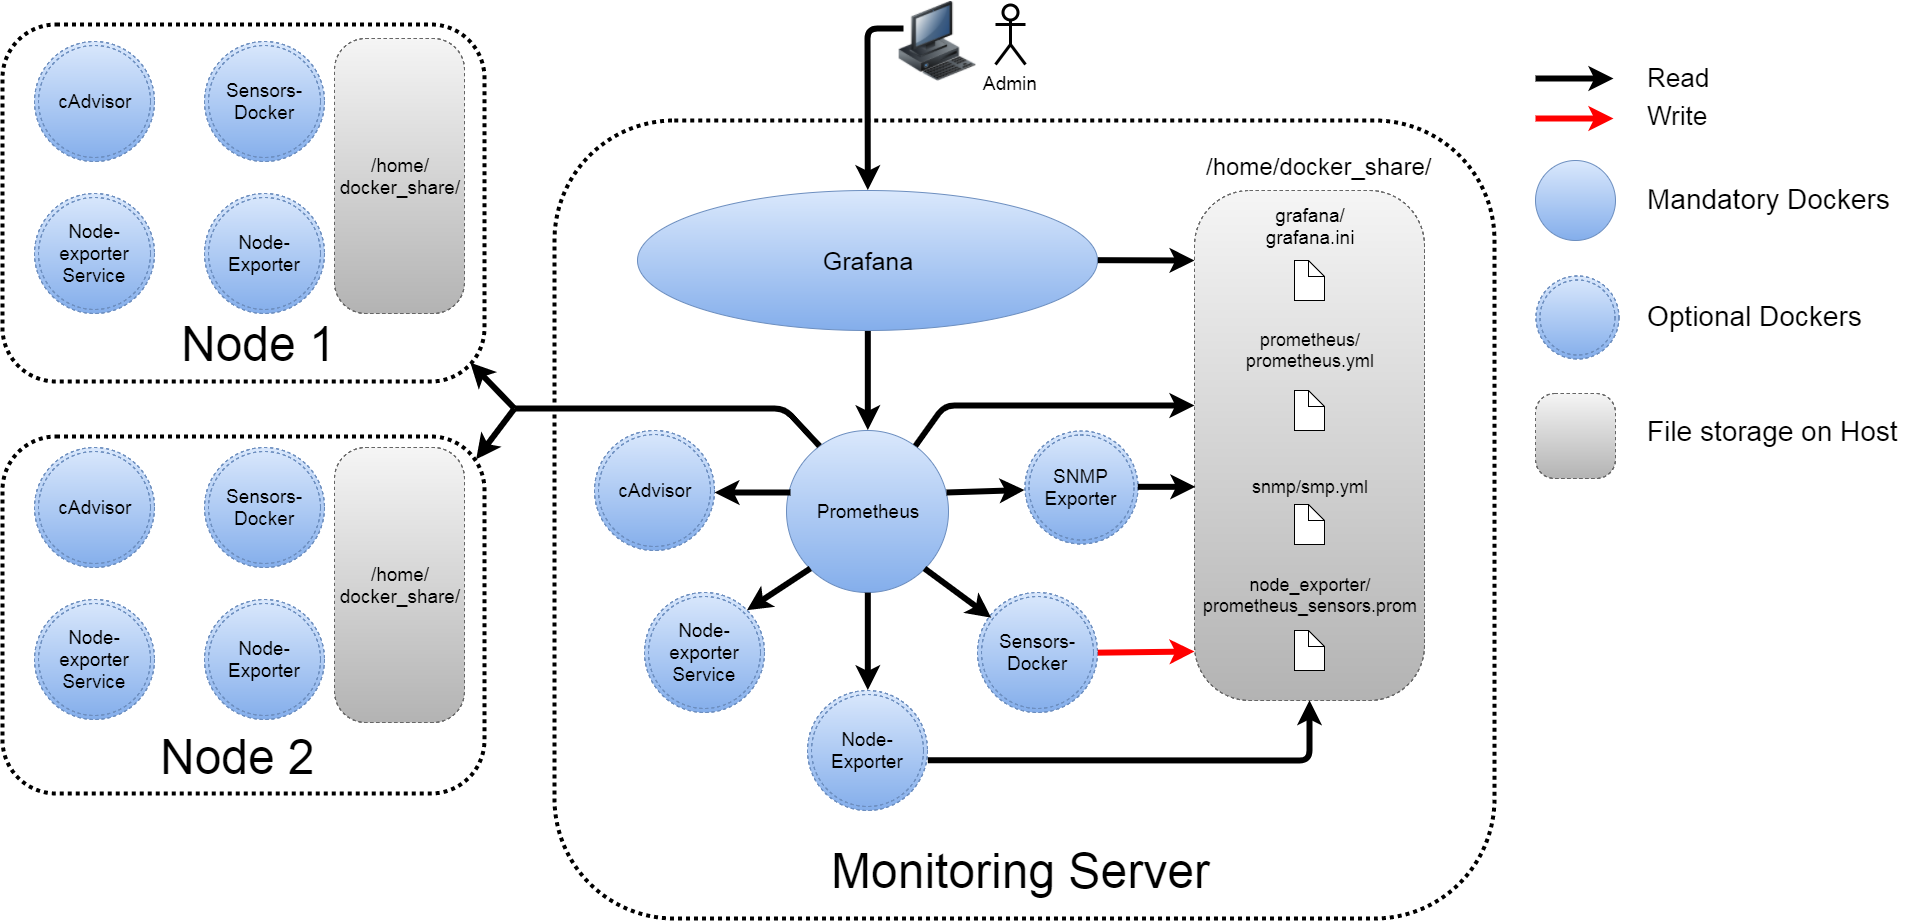 cAdvisor
Sensors-
Docker
/home/
docker_share/
Node-
exporter
Service
Node-
Exporter
Node 1
cAdvisor
Sensors-
Docker
/home/
docker_share/
Node-
exporter
Service
Node-
Exporter
Node 2
Admin
/home/docker_share/
Grafana
grafana/
grafana.ini
prometheus/
prometheus.yml
cAdvisor
Prometheus
SNMP
Exporter
snmp/smp.yml
node_exporter/
prometheus_sensors.prom
Node-
exporter
Service
Sensors-
Docker
Node-
Exporter
Monitoring Server
Read
Write
Mandatory Dockers
Optional Dockers
File storage on Host